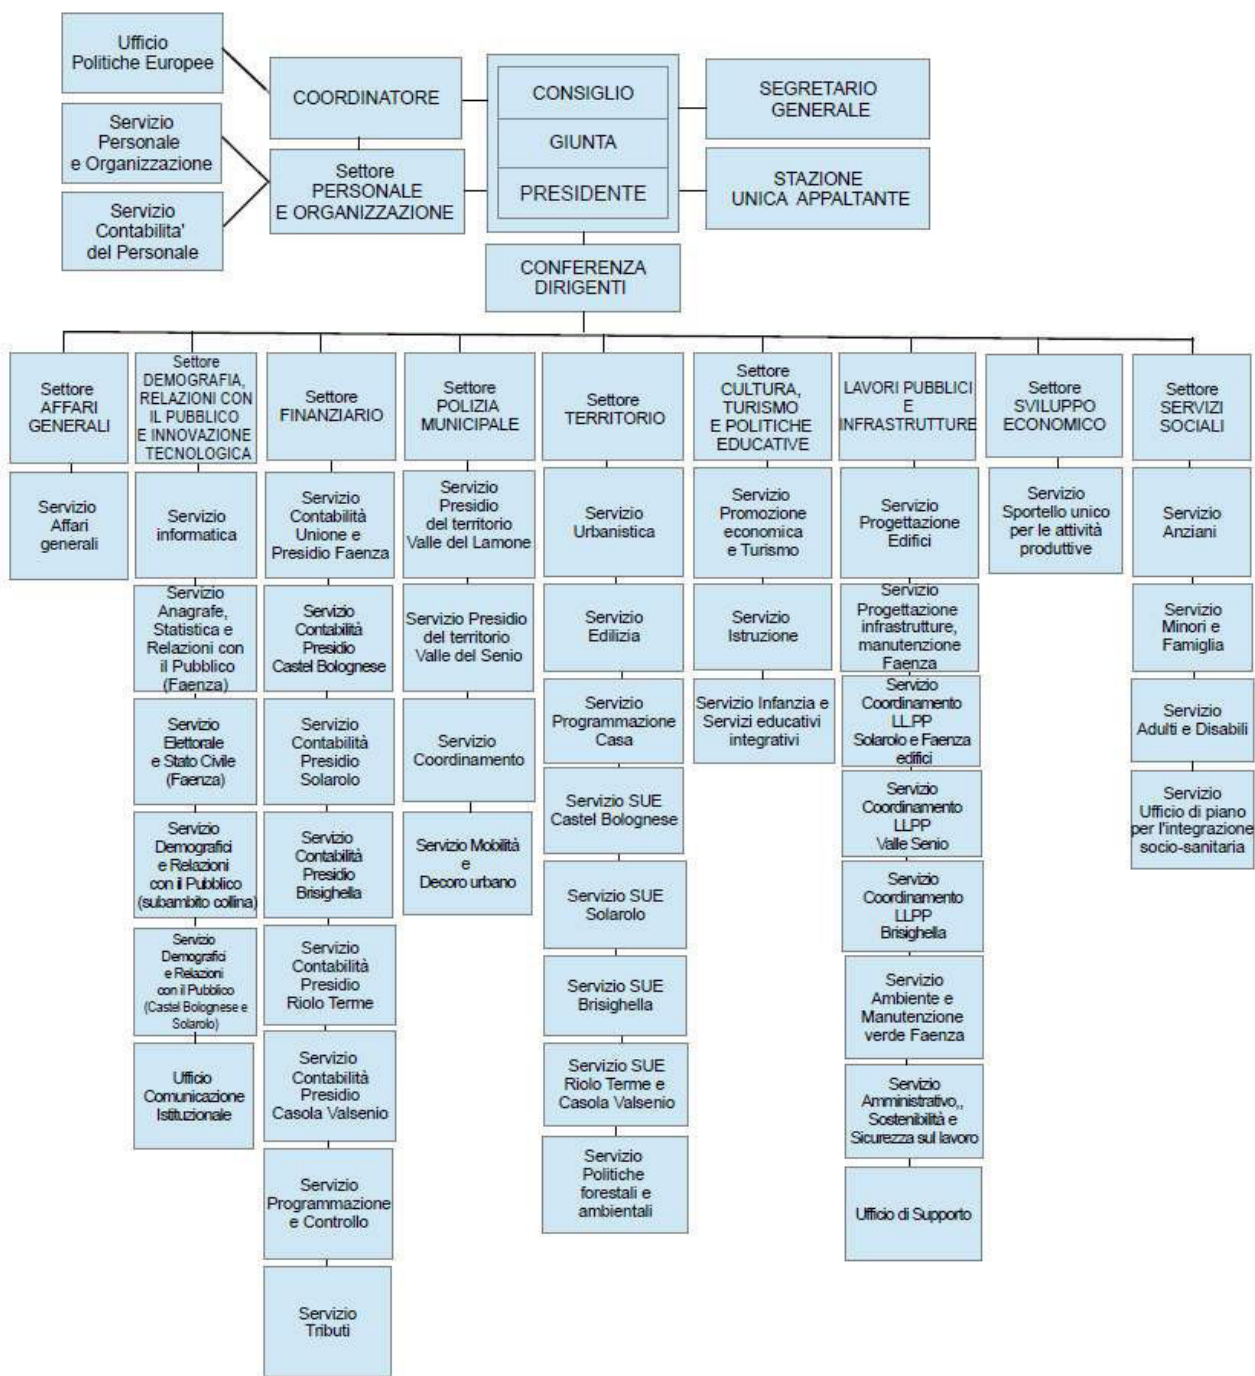 Ufficio
Politiche Europee
Servizio
Personale
e Organizzazione
Servizio
Contabilita'
del Personale
COORDINATORE
Settore
PERSONALE
E ORGANIZZAZIONE
CONSIGLIO
GIUNTA
PRESIDENTE
SEGRETARIO
GENERALE
STAZIONE
UNICA APPALTANTE
CONFERENZA
DIRIGENTI
Settore
AFFARI
GENERALI
Servizio
Affari
generali
Settore
DEMOGRAFIA,
RELAZIONI CON
IL PUBBLICO
E INNOVAZIONE
TECNOLOGICA
Servizio
informatica
Servizio
Anagrafe,
Statistica e
Relazioni con
il Pubblico
(Faenza)
Servizio
Elettorale
e Stato Civile
(Faenza)
Servizio
Demografici
e Relazioni
con il Pubblico
(subambito collina)
Servizio
Demografici
e Relazioni
con il Pubblico
(Castel Bolognese e
Solarolo)
Ufficio
Comunicazione
Istituzionale
Settore
FINANZIARIO
Servizio
Contabilità
Unione e
Presidio Faenza
Servizio
Contabilità
Presidio
Castel Bolognese
Servizio
Contabilità
Presidio
Solarolo
Servizio
Contabilità
Presidio
Brisighella
Servizio
Contabilità
Presidio
Riolo Terme
Servizio
Contabilità
Presidio
Casola Valsenio
Servizio
Programmazione
e Controllo
Servizio
Tributi
Settore
POLIZIA
MUNICIPALE
Servizio
Presidio
del territorio
Valle del Lamone
Servizio Presidio
del territorio
Valle del Senio
Servizio
Coordinamento
Servizio Mobilità
e
Decoro urbano
Settore
TERRITORIO
Servizio
Urbanistica
Servizio
Edilizia
Servizio
Programmazione
Casa
Servizio SUE
Castel Bolognese
Servizio SUE
Solarolo
Servizio SUE
Brisighella
Servizio SUE
Riolo Terme e
Casola Valsenio
Servizio
Politiche
forestali e
ambientali
Settore
CULTURA,
TURISMO
E POLITICHE
EDUCATIVE
Servizio
Promozione
economica
e Turismo
Servizio
Istruzione
Servizio Infanzia e
Servizi educativi
integrativi
LAVORI PUBBLICI
E
INFRASTRUTTURE
Servizio
Progettazione
Edifici
Servizio
Progettazione
infrastrutture,
manutenzione
Faenza
Servizio
Coordinamento
LL.PP
Solarolo e Faenza
edifici
Servizio
Coordinamento
LLPP
Valle Senio
Servizio
Coordinamento
LLPP
Brisighella
Servizio
Ambiente e
Manutenzione
verde Faenza
Servizio
Amministrativo,,
Sostenibilità e
Sicurezza sul lavoro
Ufficio di Supporto
Settore
SVILUPPO
ECONOMICO
Servizio
Sportello unico
per le attività
produttive
Settore
SERVIZI
SOCIALI
Servizio
Anziani
Servizio
Minori e
Famiglia
Servizio
Adulti e Disabili
Servizio
Ufficio di piano
per l'integrazione
socio-sanitaria